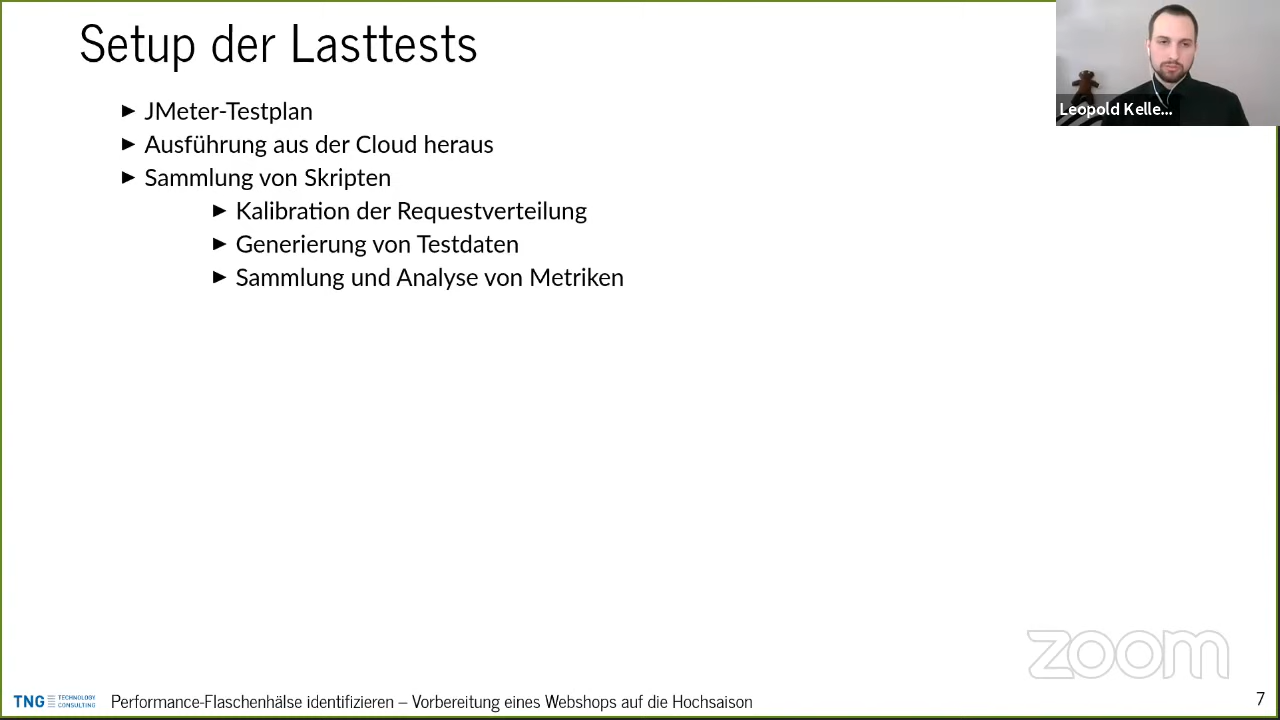 Setup der Lasttests
► JMeter-Testplan
► Ausführung aus der Cloud heraus
► Sammlung von Skripten
► Kalibration der Requestverteilung
► Generierung von Testdaten
► Sammlung und Analyse von Metriken
Leopold Kelle...
zoom
TNG TECHNOLOGY CONSULTING
Performance-Flaschenhälse identifizieren – Vorbereitung eines Webshops auf die Hochsaison
7